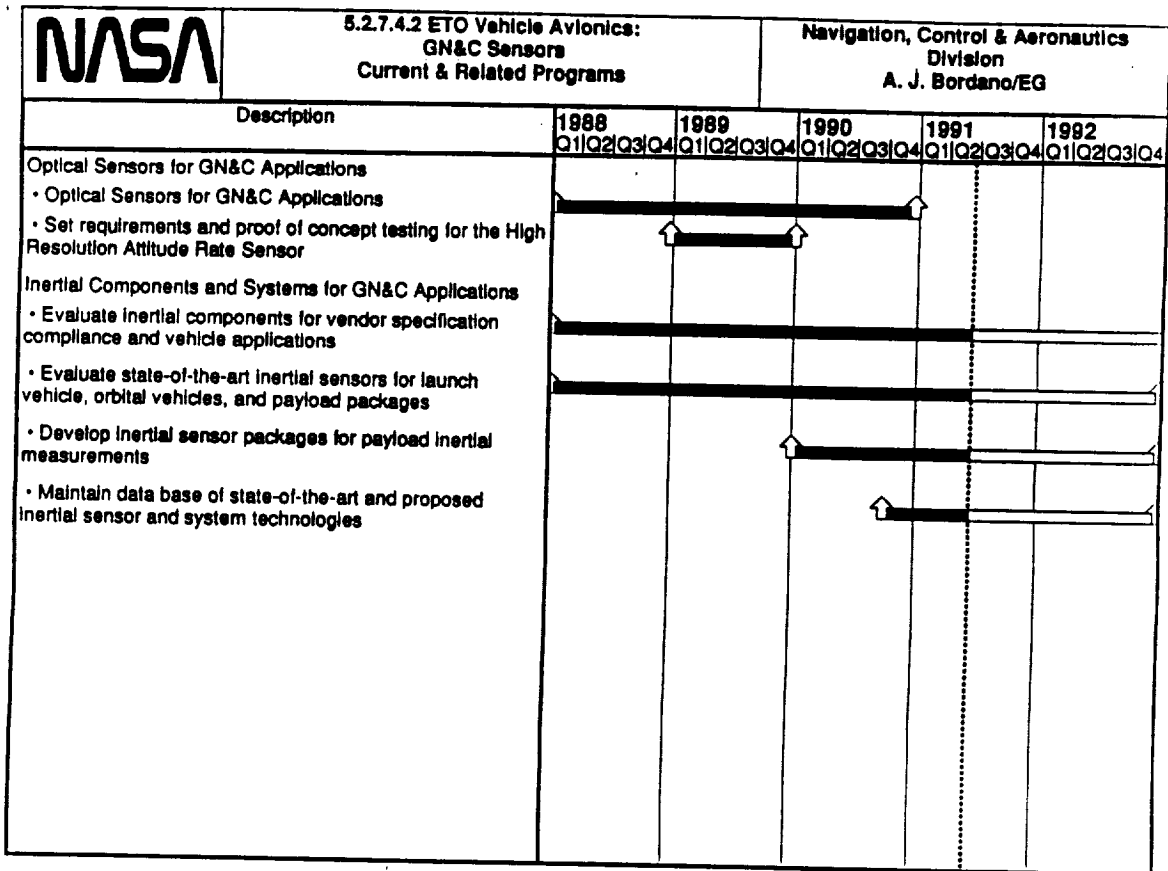 NASA
5.2.7.4.2 ETO Vehicle Avionics:
GN&C Sensors
Current & Related Programs
Navigation, Control & Aeronautics
Division
A. J. Bordano/EG
Description
1988
1989
1990
1991
1992
Q1|Q2|Q3|Q4|Q1|Q2|Q3|Q4|Q1|Q2|Q3|Q4|Q1|Q2|Q3|Q4|Q1|Q2|Q3|Q4
Optical Sensors for GN&C Applications
• Optical Sensors for GN&C Applications
• Set requirements and proof of concept testing for the High
Resolution Attitude Rate Sensor
Inertial Components and Systems for GN&C Applications
• Evaluate inertial components for vendor specification
compliance and vehicle applications
• Evaluate state-of-the-art inertial sensors for launch
vehicle, orbital vehicles, and payload packages
• Develop inertial sensor packages for payload inertial
measurements
• Maintain data base of state-of-the-art and proposed
inertial sensor and system technologies